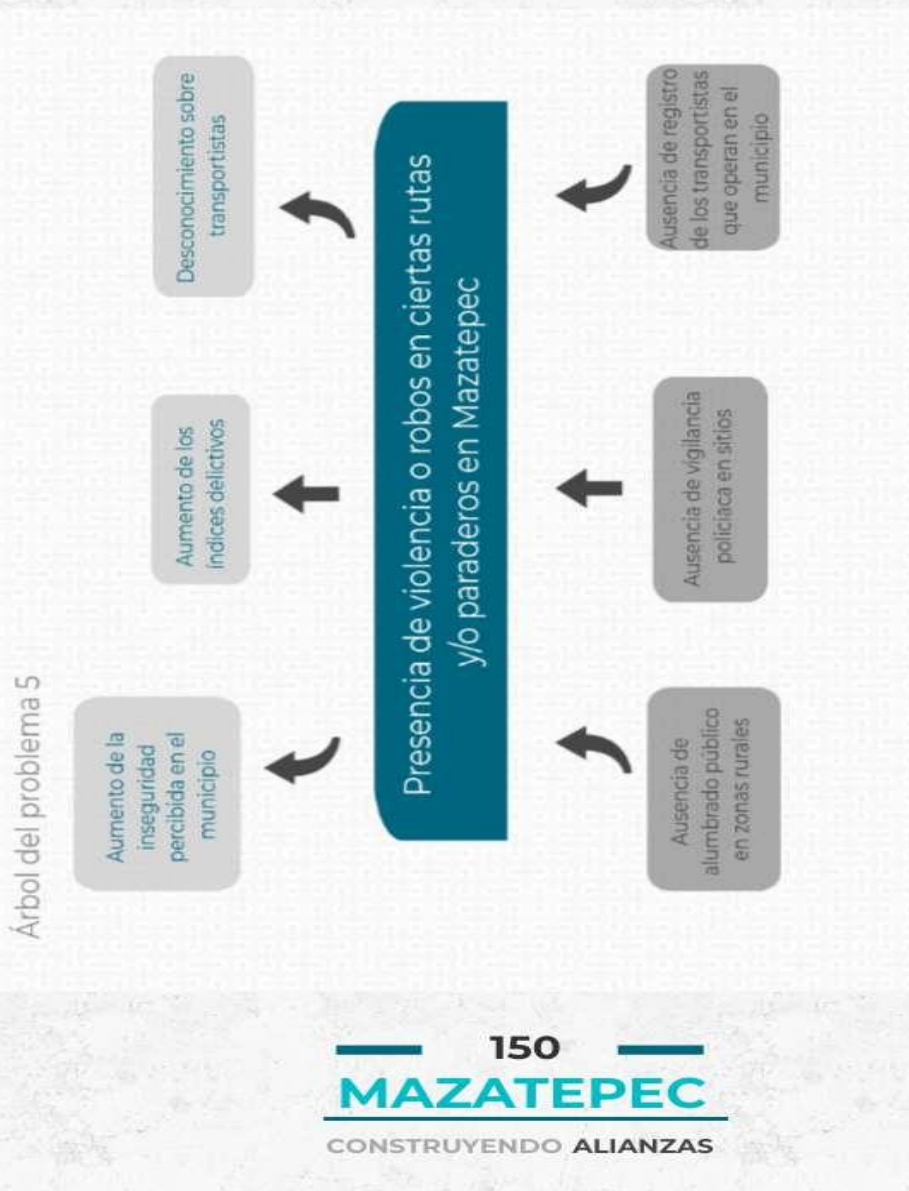 Árbol del problema 5
Aumento de la
inseguridad
percibida en el
municipio
Aumento de los
índices delictivos
Desconocimiento sobre
transportistas
Presencia de violencia o robos en ciertas rutas
y/o paraderos en Mazatepec
Ausencia de
alumbrado público
en zonas rurales
Ausencia de vigilancia
policiaca en sitios
Ausencia de registro
de los transportistas
que operan en el
municipio
150
MAZATEPEC
CONSTRUYENDO ALIANZAS